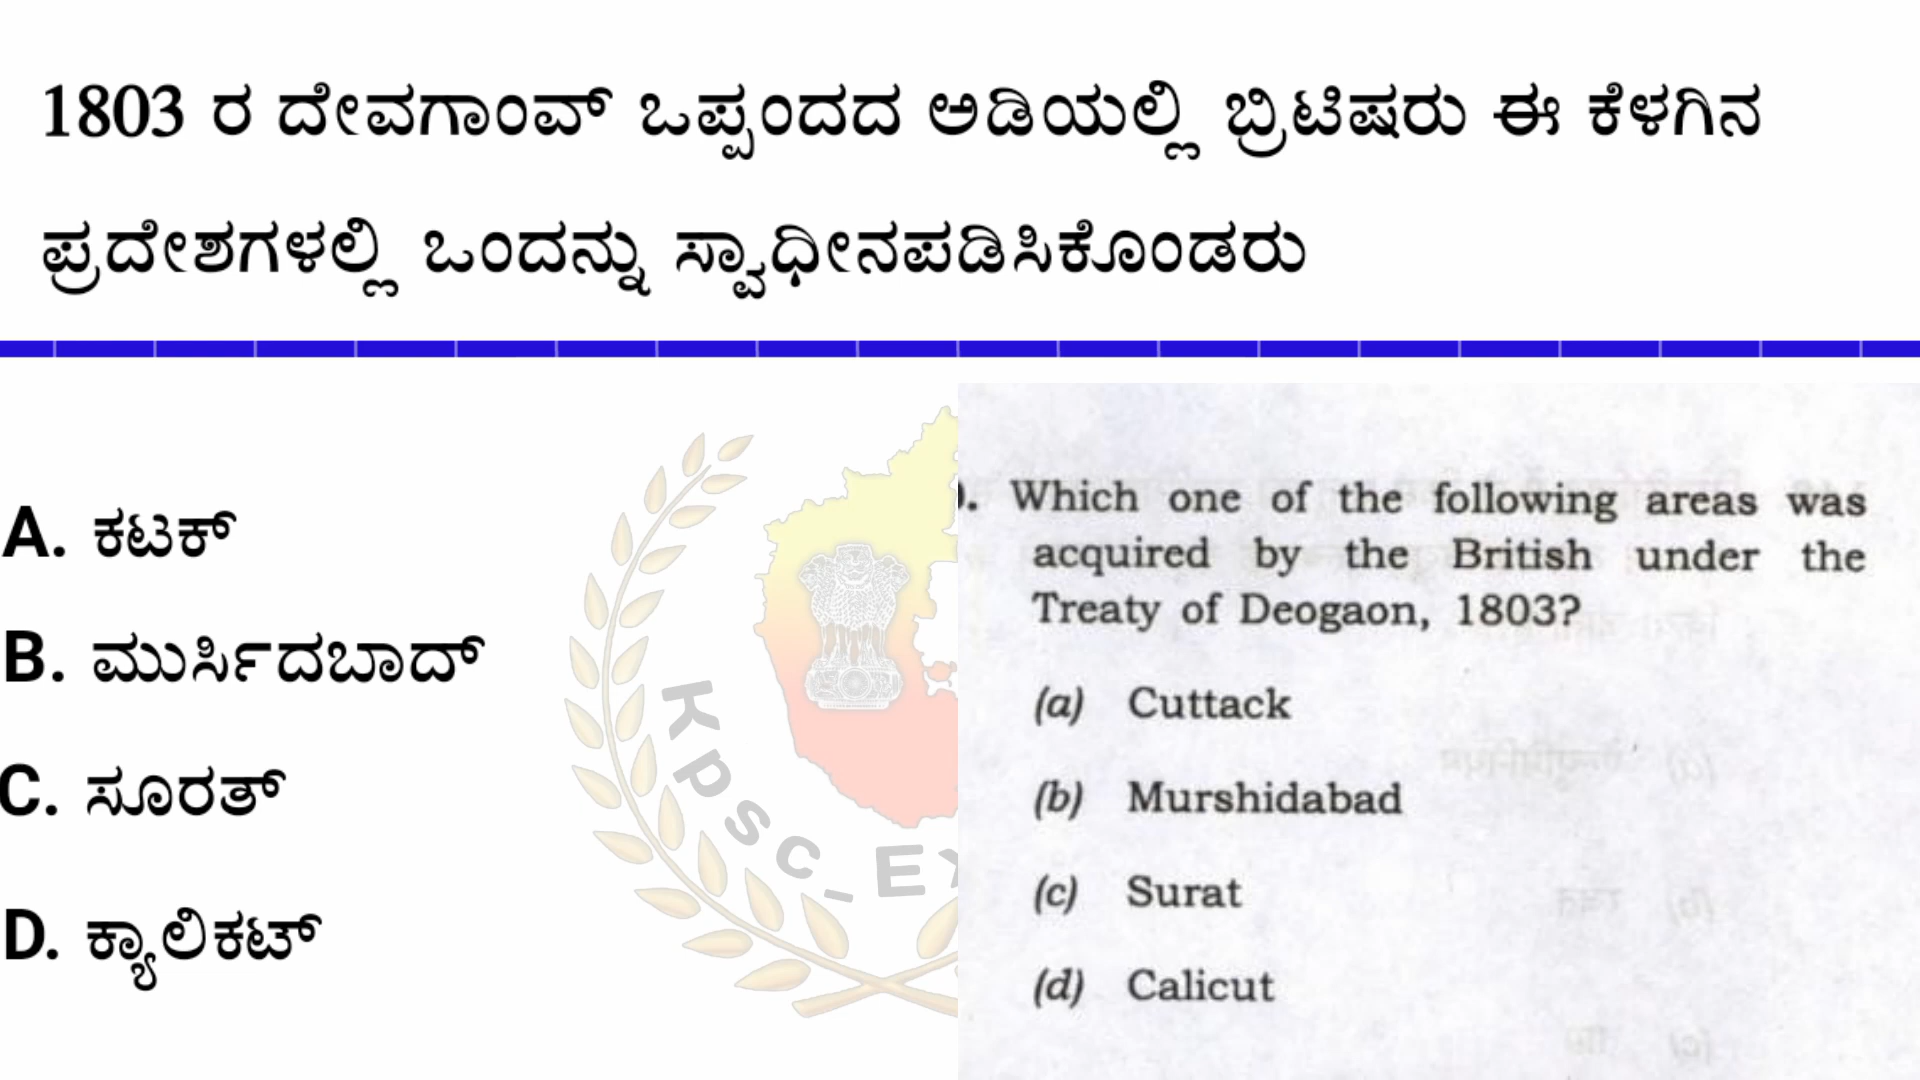 1803 ರ ದೇವಗಾಂವ್ ಒಪ್ಪಂದದ ಅಡಿಯಲ್ಲಿ ಬ್ರಿಟಿಷರು ಈ ಕೆಳಗಿನ
ಪ್ರದೇಶಗಳಲ್ಲಿ ಒಂದನ್ನು ಸ್ವಾಧೀನಪಡಿಸಿಕೊಂಡರು
A. ಕಟಕ್
B. ಮುರ್ಸಿದಬಾದ್
C. ಸೂರತ್
D. ಕ್ಯಾಲಿಕಟ್
Kpsc_E
Which one of the following areas was
acquired by the British under the
Treaty of Deogaon, 1803?
(a) Cuttack
(b) Murshidabad
(c) Surat
(d) Calicut